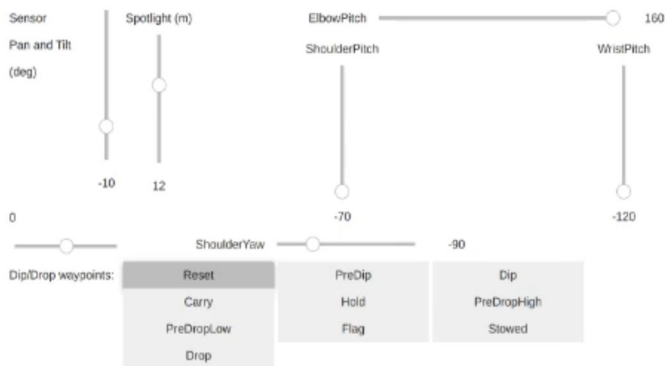 Sensor
Pan and Tilt
(deg)
Spotlight (m)
ElbowPitch 160
ShoulderPitch WristPitch
-10 12
0 -70 -120
ShoulderYaw -90
Dip/Drop waypoints: Reset PreDip Dip
Carry Hold PreDropHigh
PreDropLow Flag Stowed
Drop